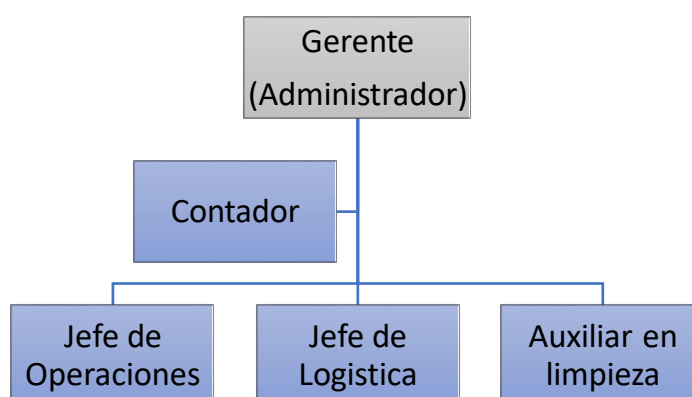 Gerente
(Administrador)
Contador
Jefe de
Operaciones
Jefe de
Logistica
Auxiliar en
limpieza